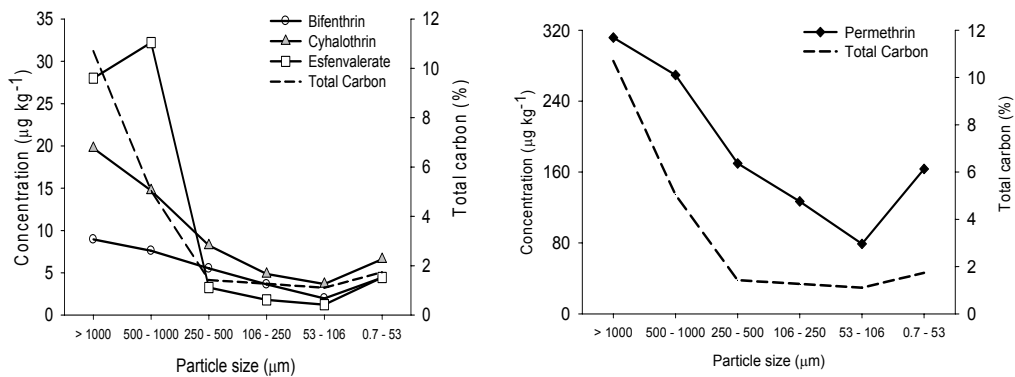 Bifenthrin
Cyhalothrin
Esfenvalerate
Total Carbon
Concentration (μg kg⁻¹)
35
30
25
20
15
10
5
0
Total carbon (%)
12
10
8
6
4
2
0
> 1000 500 - 1000 250 - 500 106 - 250 53 - 106 0.7 - 53
Particle size (μm)
Permethrin
Total Carbon
Concentration (μg kg⁻¹)
320
240
160
80
0
Total carbon (%)
12
10
8
6
4
2
0
> 1000 500 - 1000 250 - 500 106 - 250 53 - 106 0.7 - 53
Particle size (μm)